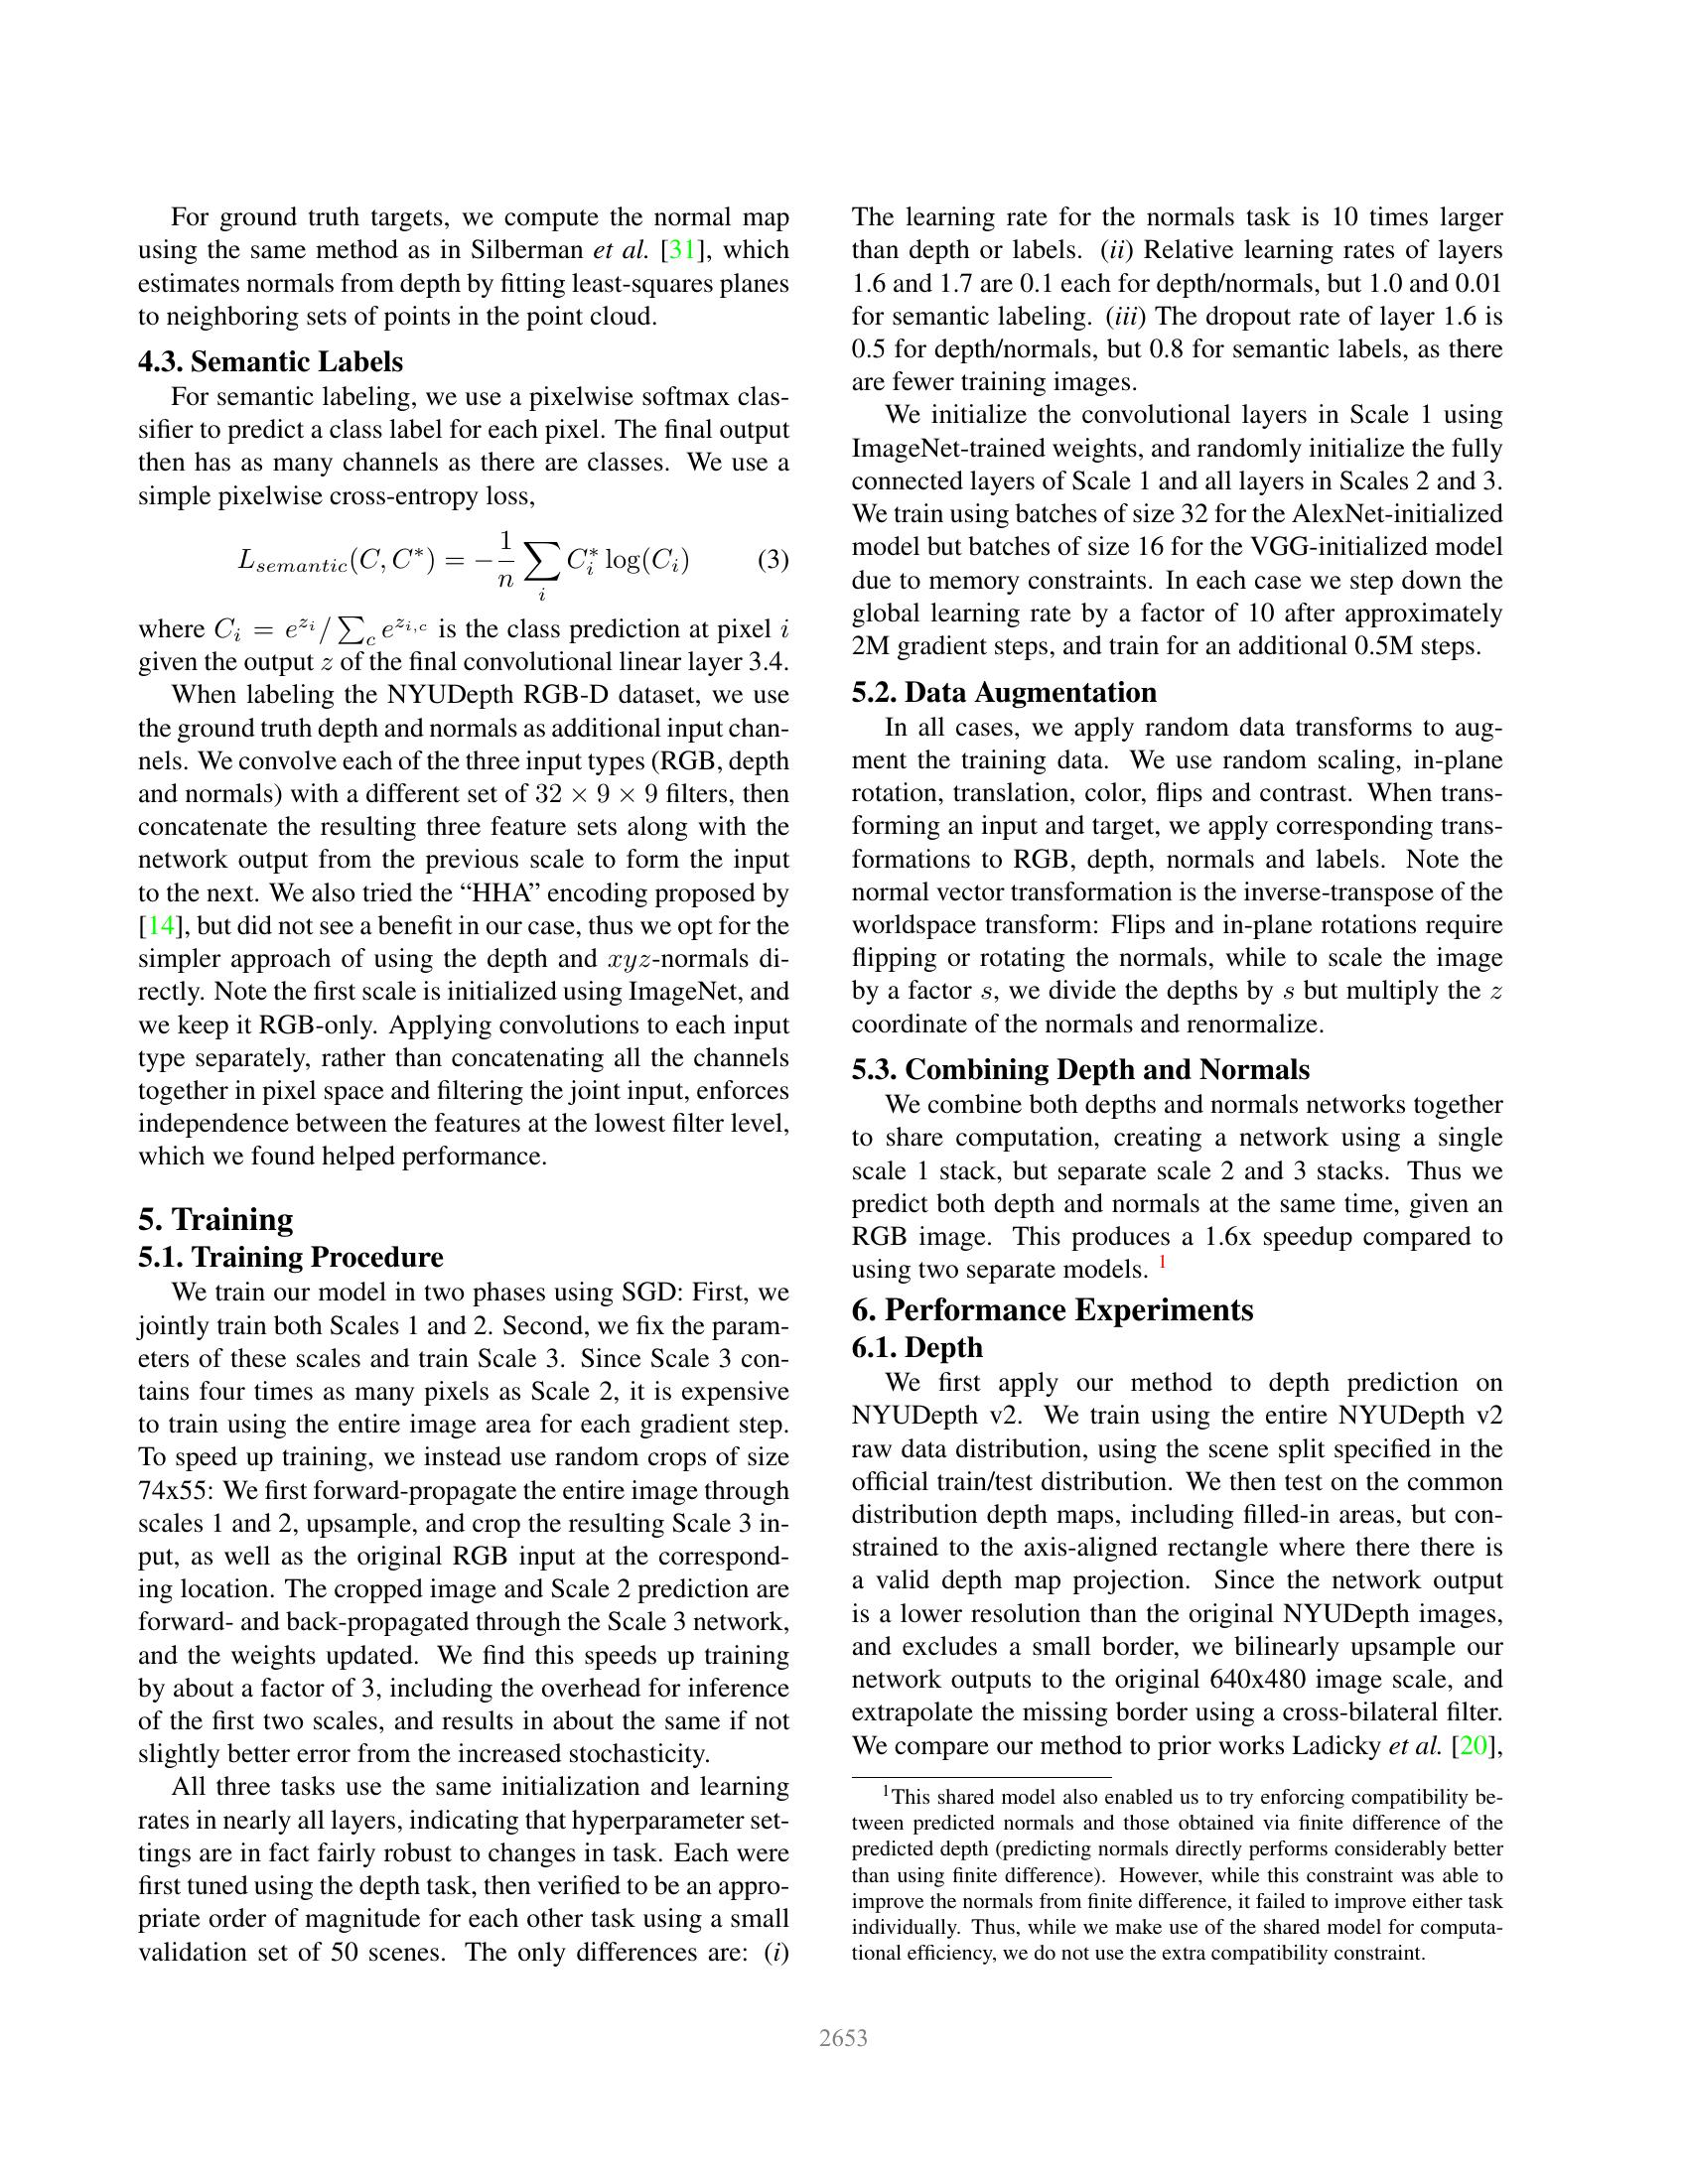 For ground truth targets, we compute the normal map
using the same method as in Silberman et al. [31], which
estimates normals from depth by fitting least-squares planes
to neighboring sets of points in the point cloud.
4.3. Semantic Labels
For semantic labeling, we use a pixelwise softmax clas-
sifier to predict a class label for each pixel. The final output
then has as many channels as there are classes. We use a
simple pixelwise cross-entropy loss,
L_{semantic}(C, C^*) = -\frac{1}{n} \sum_i C_i^* \log(C_i) (3)
where C_i = e^{z_i} / \sum_c e^{z_{i,c}} is the class prediction at pixel i
given the output z of the final convolutional linear layer 3.4.
When labeling the NYUDepth RGB-D dataset, we use
the ground truth depth and normals as additional input chan-
nels. We convolve each of the three input types (RGB, depth
and normals) with a different set of 32 × 9 × 9 filters, then
concatenate the resulting three feature sets along with the
network output from the previous scale to form the input
to the next. We also tried the “HHA” encoding proposed by
[14], but did not see a benefit in our case, thus we opt for the
simpler approach of using the depth and xyz-normals di-
rectly. Note the first scale is initialized using ImageNet, and
we keep it RGB-only. Applying convolutions to each input
type separately, rather than concatenating all the channels
together in pixel space and filtering the joint input, enforces
independence between the features at the lowest filter level,
which we found helped performance.
5. Training
5.1. Training Procedure
We train our model in two phases using SGD: First, we
jointly train both Scales 1 and 2. Second, we fix the param-
eters of these scales and train Scale 3. Since Scale 3 con-
tains four times as many pixels as Scale 2, it is expensive
to train using the entire image area for each gradient step.
To speed up training, we instead use random crops of size
74x55: We first forward-propagate the entire image through
scales 1 and 2, upsample, and crop the resulting Scale 3 in-
put, as well as the original RGB input at the correspond-
ing location. The cropped image and Scale 2 prediction are
forward- and back-propagated through the Scale 3 network,
and the weights updated. We find this speeds up training
by about a factor of 3, including the overhead for inference
of the first two scales, and results in about the same if not
slightly better error from the increased stochasticity.
All three tasks use the same initialization and learning
rates in nearly all layers, indicating that hyperparameter set-
tings are in fact fairly robust to changes in task. Each were
first tuned using the depth task, then verified to be an appro-
priate order of magnitude for each other task using a small
validation set of 50 scenes. The only differences are: (i)
The learning rate for the normals task is 10 times larger
than depth or labels. (ii) Relative learning rates of layers
1.6 and 1.7 are 0.1 each for depth/normals, but 1.0 and 0.01
for semantic labeling. (iii) The dropout rate of layer 1.6 is
0.5 for depth/normals, but 0.8 for semantic labels, as there
are fewer training images.
We initialize the convolutional layers in Scale 1 using
ImageNet-trained weights, and randomly initialize the fully
connected layers of Scale 1 and all layers in Scales 2 and 3.
We train using batches of size 32 for the AlexNet-initialized
model but batches of size 16 for the VGG-initialized model
due to memory constraints. In each case we step down the
global learning rate by a factor of 10 after approximately
2M gradient steps, and train for an additional 0.5M steps.
5.2. Data Augmentation
In all cases, we apply random data transforms to aug-
ment the training data. We use random scaling, in-plane
rotation, translation, color, flips and contrast. When trans-
forming an input and target, we apply corresponding trans-
formations to RGB, depth, normals and labels. Note the
normal vector transformation is the inverse-transpose of the
worldspace transform: Flips and in-plane rotations require
flipping or rotating the normals, while to scale the image
by a factor s, we divide the depths by s but multiply the z
coordinate of the normals and renormalize.
5.3. Combining Depth and Normals
We combine both depths and normals networks together
to share computation, creating a network using a single
scale 1 stack, but separate scale 2 and 3 stacks. Thus we
predict both depth and normals at the same time, given an
RGB image. This produces a 1.6x speedup compared to
using two separate models. 1
6. Performance Experiments
6.1. Depth
We first apply our method to depth prediction on
NYUDepth v2. We train using the entire NYUDepth v2
raw data distribution, using the scene split specified in the
official train/test distribution. We then test on the common
distribution depth maps, including filled-in areas, but con-
strained to the axis-aligned rectangle where there there is
a valid depth map projection. Since the network output
is a lower resolution than the original NYUDepth images,
and excludes a small border, we bilinearly upsample our
network outputs to the original 640x480 image scale, and
extrapolate the missing border using a cross-bilateral filter.
We compare our method to prior works Ladicky et al. [20],
1This shared model also enabled us to try enforcing compatibility be-
tween predicted normals and those obtained via finite difference of the
predicted depth (predicting normals directly performs considerably better
than using finite difference). However, while this constraint was able to
improve the normals from finite difference, it failed to improve either task
individually. Thus, while we make use of the shared model for computa-
tional efficiency, we do not use the extra compatibility constraint.
2653